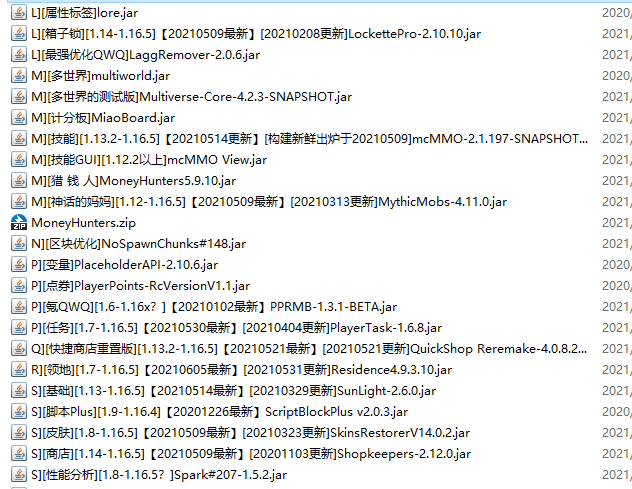 L][属性标签]lore.jar 2020/
L][箱子锁][1.14-1.16.5]【20210509最新】[20210208更新]LockettePro-2.10.10.jar 2021/
L][最强优化QWQ]LaggRemover-2.0.6.jar 2021/
M][多世界]multiworld.jar 2020/
M][多世界的测试版]Multiverse-Core-4.2.3-SNAPSHOT.jar 2021/
M][计分板]MiaoBoard.jar 2021/
M][技能][1.13.2-1.16.5]【20210514更新】[构建新鲜出炉于20210509]mcMMO-2.1.197-SNAPSHOT... 2021/
M][技能GUI][1.12.2以上]mcMMO View.jar 2021/
M][猎 钱 人]MoneyHunters5.9.10.jar 2021/
M][神话的妈妈][1.12-1.16.5]【20210509最新】[20210313更新]MythicMobs-4.11.0.jar 2021/
MoneyHunters.zip 2021/
N][区块优化]NoSpawnChunks#148.jar 2021/
P][变量]PlaceholderAPI-2.10.6.jar 2020/
P][点券]PlayerPoints-RcVersionV1.1.jar 2020/
P][氪QWQ][1.6-1.16x？]【20210102最新】PPRMB-1.3.1-BETA.jar 2021/
P][任务][1.7-1.16.5]【20210530最新】[20210404更新]PlayerTask-1.6.8.jar 2021/
Q][快捷商店重置版][1.13.2-1.16.5]【20210521最新】[20210521更新]QuickShop Reremake-4.0.8.2... 2021/
R][领地][1.7-1.16.5]【20210605最新】[20210531更新]Residence4.9.3.10.jar 2021/
S][基础][1.13-1.16.5]【20210514最新】[20210329更新]SunLight-2.6.0.jar 2021/
S][脚本Plus][1.9-1.16.4]【20201226最新】ScriptBlockPlus v2.0.3.jar 2020/
S][皮肤][1.8-1.16.5]【20210509最新】[20210323更新]SkinsRestorerV14.0.2.jar 2021/
S][商店][1.14-1.16.5]【20210509最新】[20201103更新]Shopkeepers-2.12.0.jar 2021/
S][性能分析][1.8-1.16.5？]Spark#207-1.5.2.jar 2021/